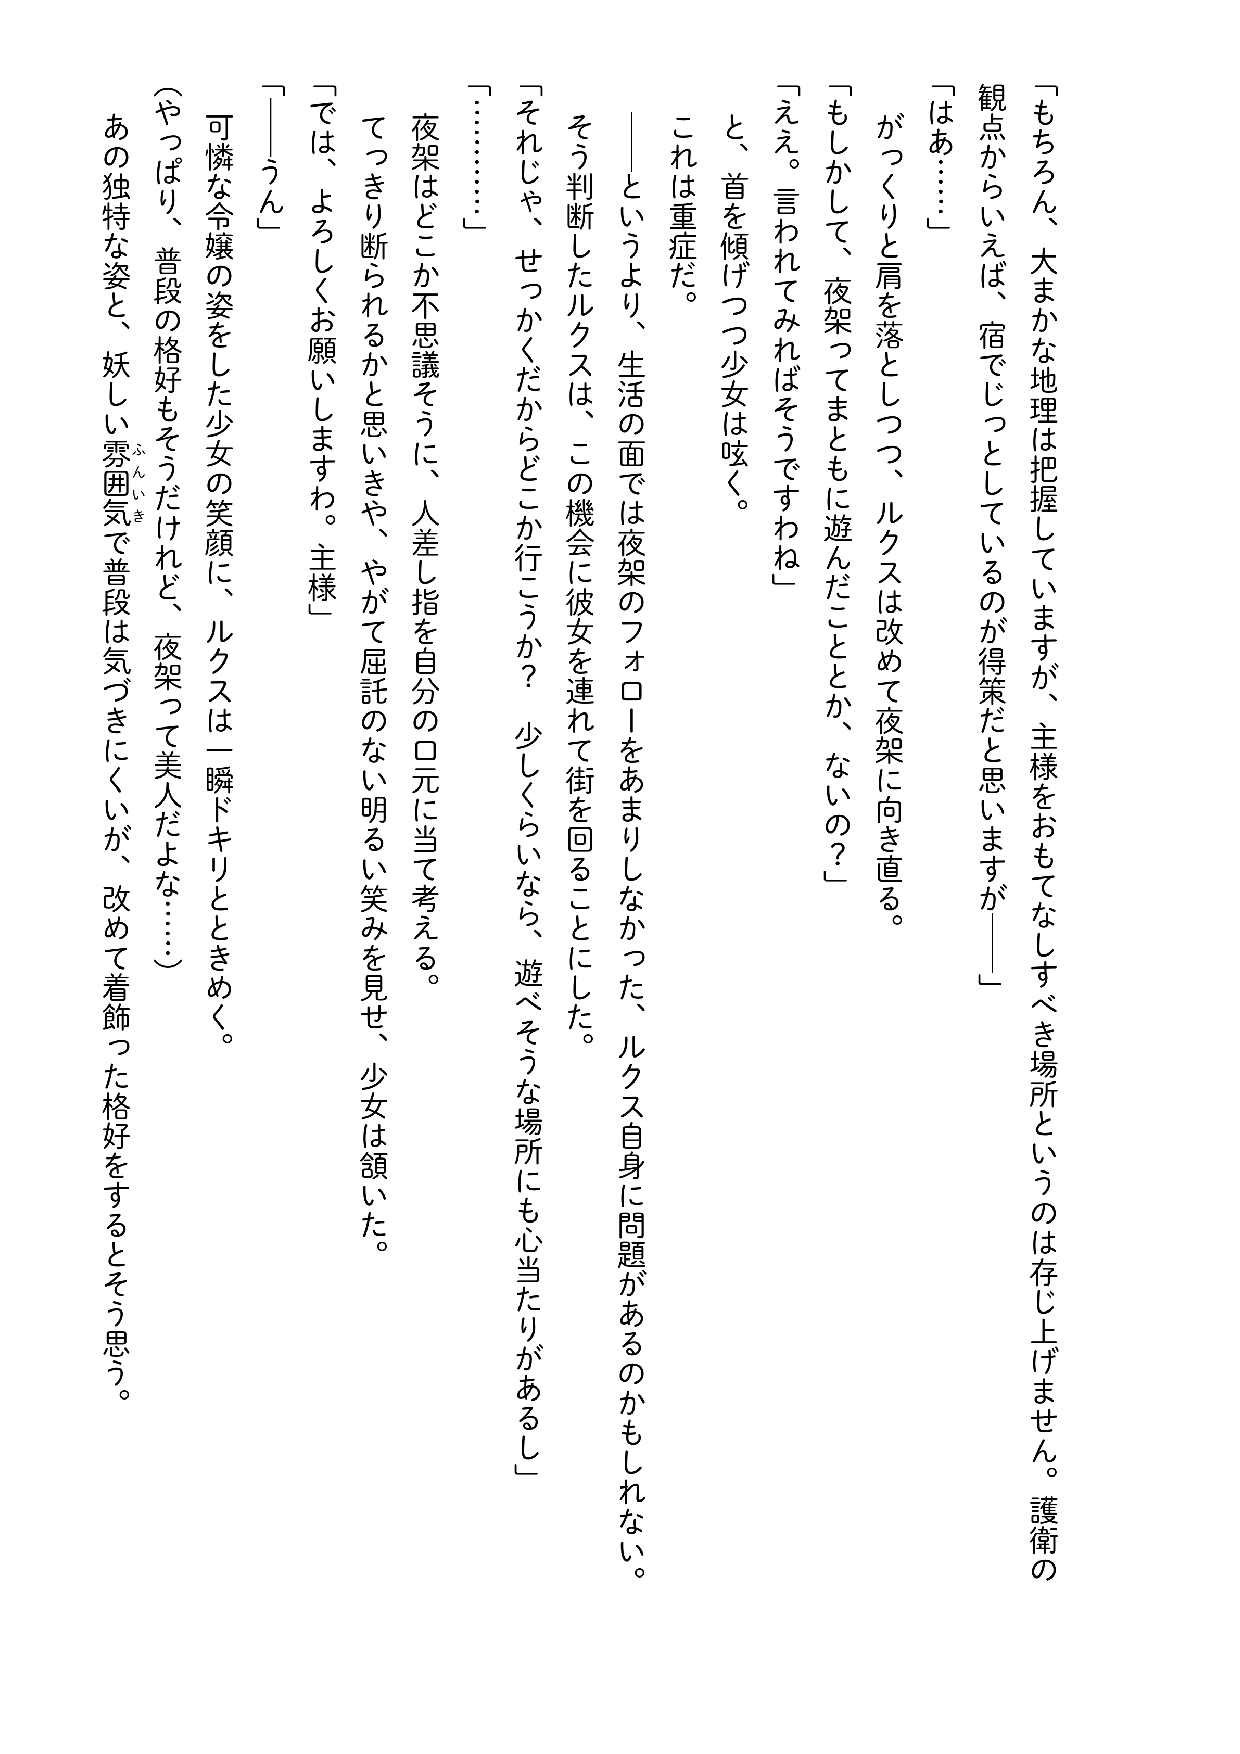 「もちろん、大まかな地理は把握していますが、主様をおもてなしすべき場所というのは存じ上げません。護衛の
観点からいえば、宿でじっとしているのが得策だと思いますが――」
「はあ……」
がっくりと肩を落としつつ、ルクスは改めて夜架に向き直る。
「もしかして、夜架ってまともに遊んだこととか、ないの？」
「ええ。言われてみればそうですわね」
と、首を傾げつつ少女は呟く。
これは重症だ。
――というより、生活の面では夜架のフォローをあまりしなかった、ルクス自身に問題があるのかもしれない。
そう判断したルクスは、この機会に彼女を連れて街を回ることにした。
「それじゃ、せっかくだからどこか行こうか？　少しくらいなら、遊べそうな場所にも心当たりがあるし」
「…………」
夜架はどこか不思議そうに、人差し指を自分の口元に当て考える。
てっきり断られるかと思いきや、やがて屈託のない明るい笑みを見せ、少女は頷いた。
「では、よろしくお願いしますわ。主様」
「――うん」
可憐な令嬢の姿をした少女の笑顔に、ルクスは一瞬ドキリとときめく。
（やっぱり、普段の格好もそうだけれど、夜架って美人だよな……）
あの独特な姿と、妖しい雰囲気ふんいきで普段は気づきにくいが、改めて着飾った格好をするとそう思う。